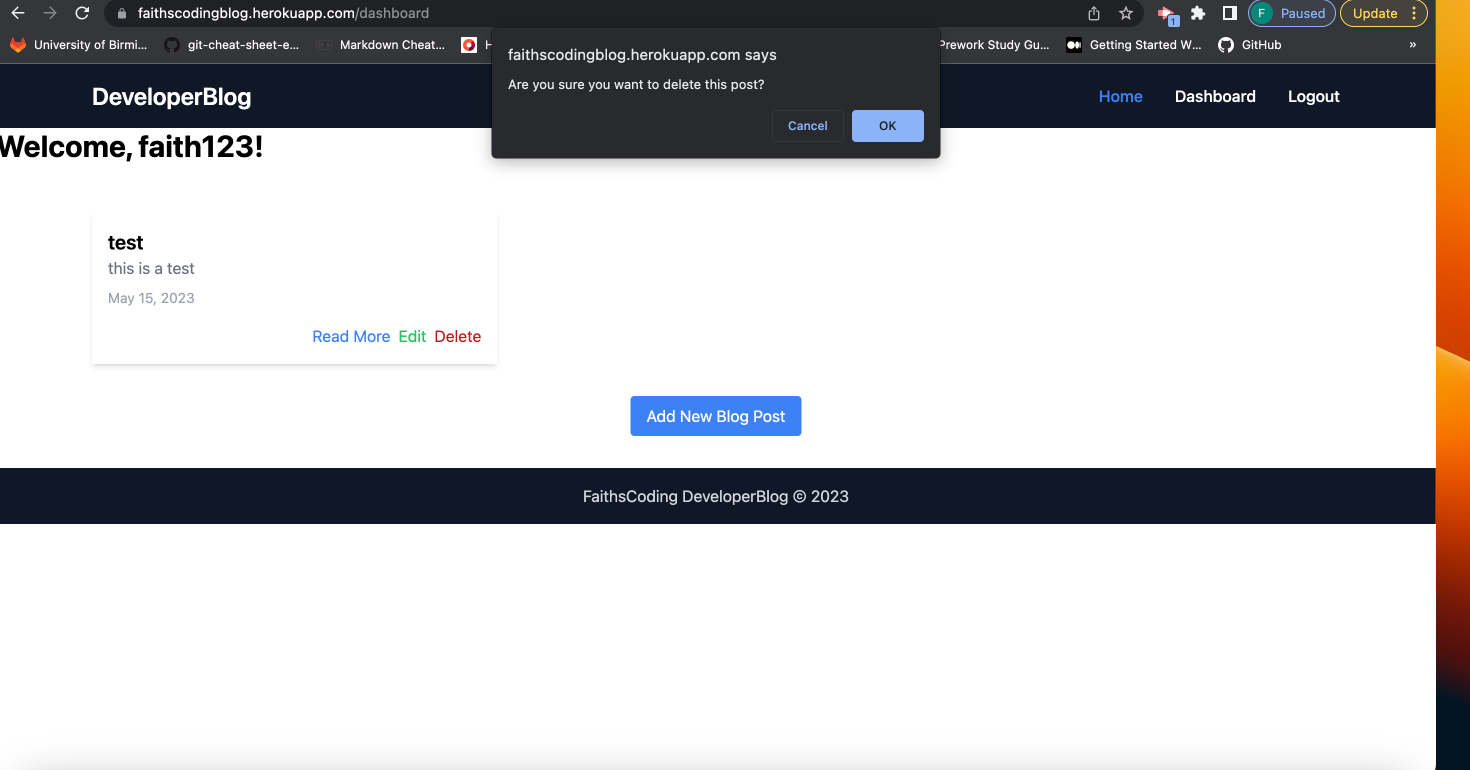 faithscodingblog.herokuapp.com/dashboard
1
F Paused
Update
University of Birmi...
git-cheat-sheet-e...
Markdown Cheat...
H
Prework Study Gu...
Getting Started W...
GitHub
»
faithscodingblog.herokuapp.com says
Are you sure you want to delete this post?
Cancel
OK
DeveloperBlog
Home
Dashboard
Logout
Welcome, faith123!
test
this is a test
May 15, 2023
Read More Edit Delete
Add New Blog Post
FaithsCoding DeveloperBlog © 2023